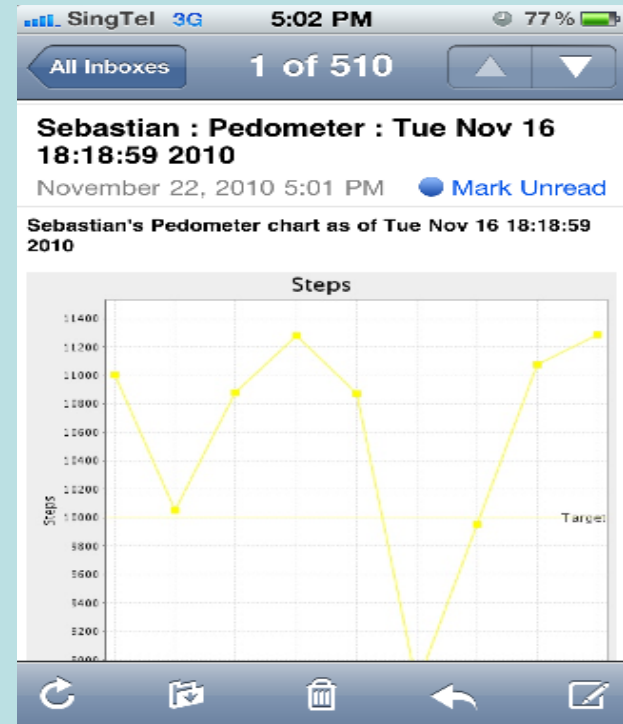 SingTel 3G 5:02 PM 77%
All Inboxes 1 of 510
Sebastian : Pedometer : Tue Nov 16
18:18:59 2010
November 22, 2010 5:01 PM Mark Unread
Sebastian's Pedometer chart as of Tue Nov 16 18:18:59
2010
Steps
11400
11200
11000
10800
10600
10400
10200
Steps
10000
Target
9800
9600
9400
9200